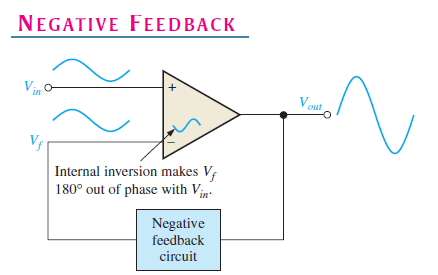 NEGATIVE FEEDBACK
Vin
+
Vout
Vf
–
Internal inversion makes Vf
180° out of phase with Vin.
Negative
feedback
circuit